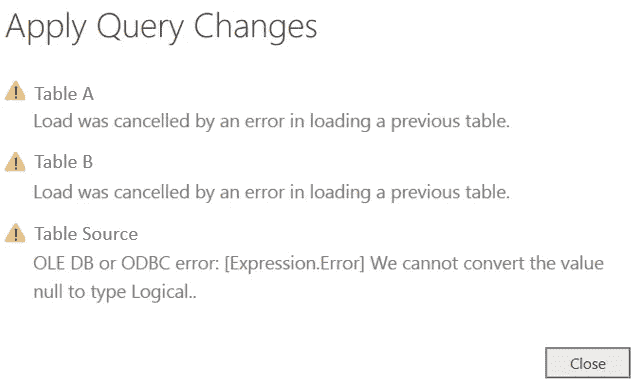 Apply Query Changes
Table A
Load was cancelled by an error in loading a previous table.
Table B
Load was cancelled by an error in loading a previous table.
Table Source
OLE DB or ODBC error: [Expression.Error] We cannot convert the value
null to type Logical..
Close